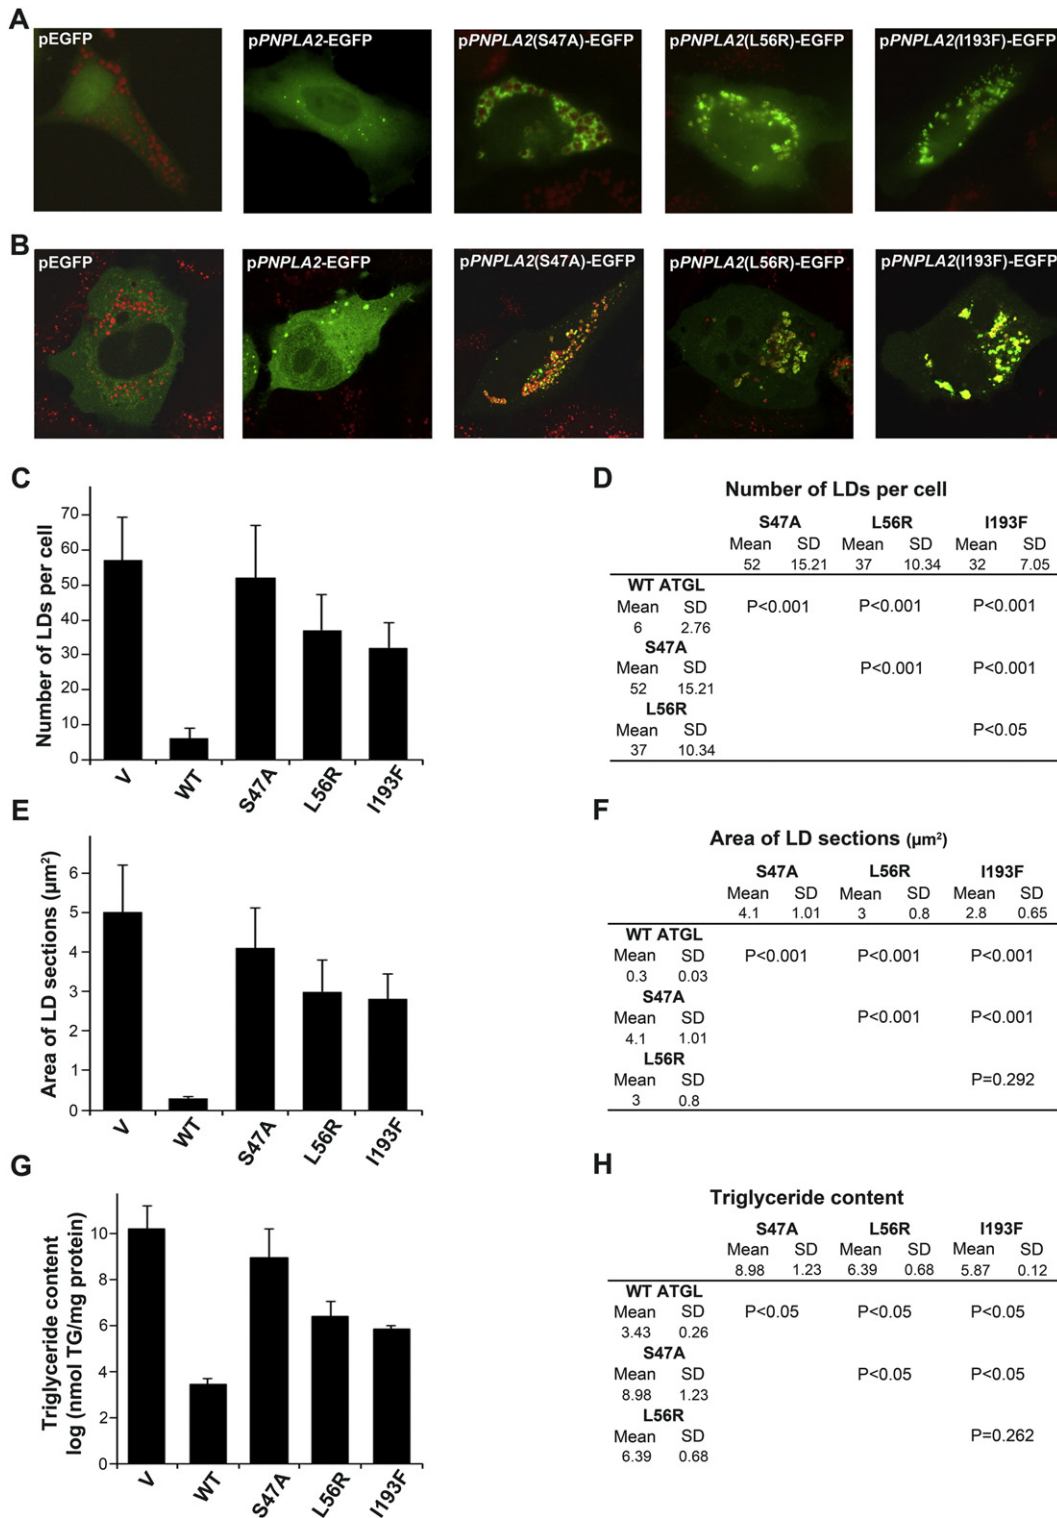 A
pEGFP
pPNPLA2-EGFP
pPNPLA2(S47A)-EGFP
pPNPLA2(L56R)-EGFP
pPNPLA2(I193F)-EGFP
B
pEGFP
pPNPLA2-EGFP
pPNPLA2(S47A)-EGFP
pPNPLA2(L56R)-EGFP
pPNPLA2(I193F)-EGFP
C
Number of LDs per cell
70
60
50
40
30
20
10
0
V WT S47A L56R I193F
D
Number of LDs per cell
S47A L56R I193F
Mean SD Mean SD Mean SD
52 15.21 37 10.34 32 7.05
WT ATGL
Mean SD P<0.001 P<0.001 P<0.001
6 2.76
S47A
Mean SD P<0.001 P<0.001
52 15.21
L56R
Mean SD P<0.05
37 10.34
E
Area of LD sections (µm²)
6
5
4
3
2
1
0
V WT S47A L56R I193F
F
Area of LD sections (µm²)
S47A L56R I193F
Mean SD Mean SD Mean SD
4.1 1.01 3 0.8 2.8 0.65
WT ATGL
Mean SD P<0.001 P<0.001 P<0.001
0.3 0.03
S47A
Mean SD P<0.001 P<0.001
4.1 1.01
L56R
Mean SD P=0.292
3 0.8
G
Triglyceride content
log (nmol TG/mg protein)
10
8
6
4
2
0
V WT S47A L56R I193F
H
Triglyceride content
S47A L56R I193F
Mean SD Mean SD Mean SD
8.98 1.23 6.39 0.68 5.87 0.12
WT ATGL
Mean SD P<0.05 P<0.05 P<0.05
3.43 0.26
S47A
Mean SD P<0.05 P<0.05
8.98 1.23
L56R
Mean SD P=0.262
6.39 0.68